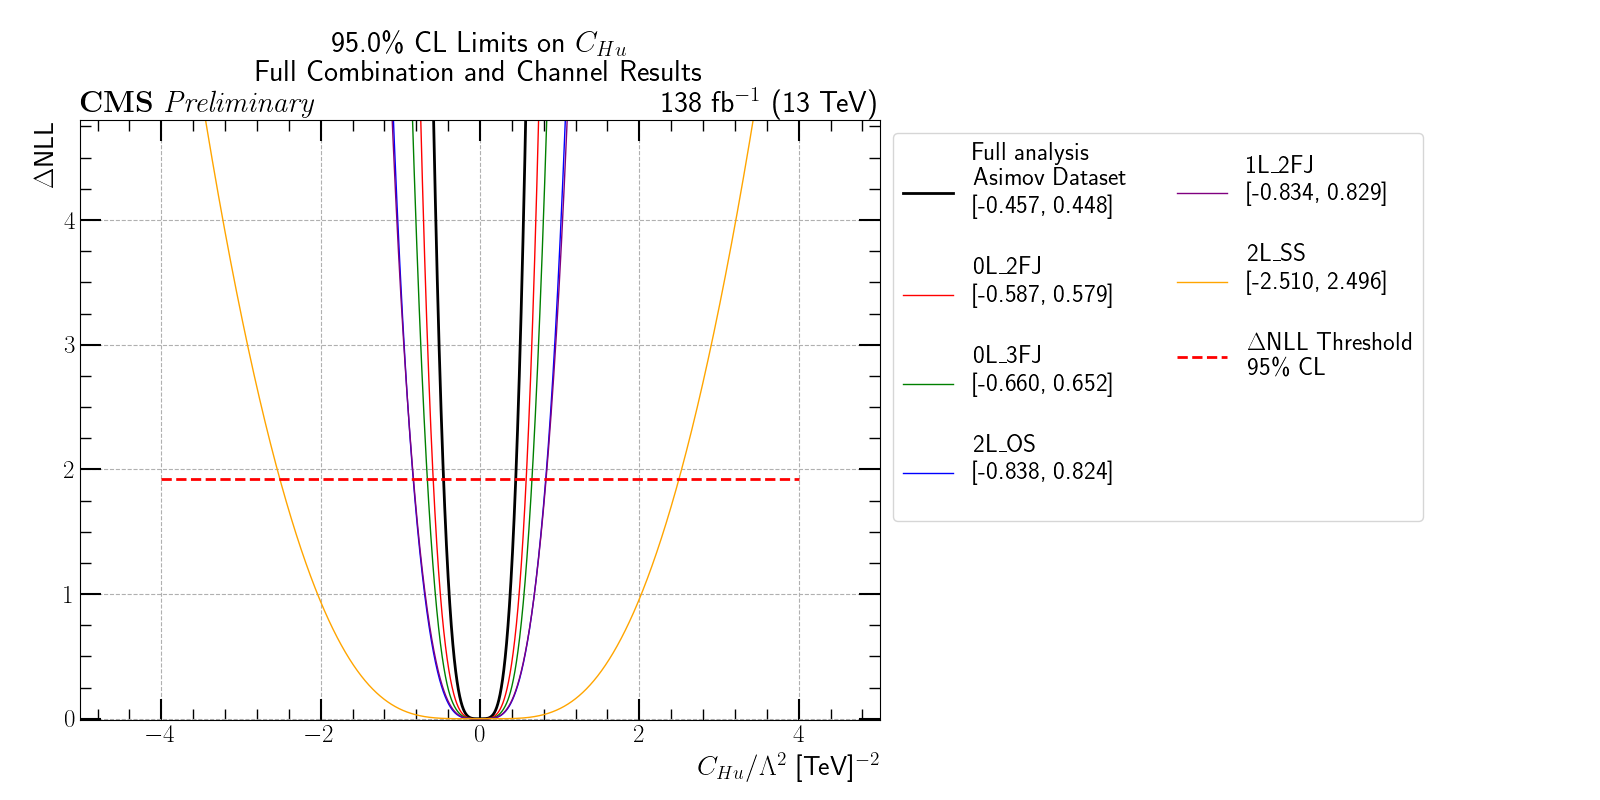 95.0% CL Limits on C_{Hu}
Full Combination and Channel Results
CMS Preliminary
138 fb⁻¹ (13 TeV)
ΔNLL
4
3
2
1
0
−4
−2
0
2
4
C_{Hu}/Λ² [TeV]⁻²
Full analysis
Asimov Dataset
[-0.457, 0.448]
0L_2FJ
[-0.587, 0.579]
0L_3FJ
[-0.660, 0.652]
2L_OS
[-0.838, 0.824]
1L_2FJ
[-0.834, 0.829]
2L_SS
[-2.510, 2.496]
ΔNLL Threshold
95% CL